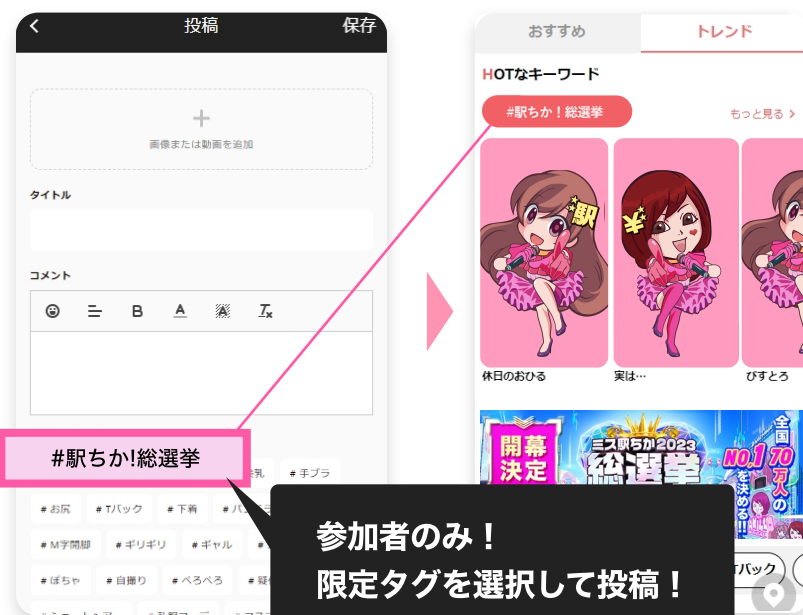 投稿
保存
画像または動画を追加
タイトル
コメント
B
A
A
Tx
#駅ちか!総選挙
乳
# 手ブラ
# お尻
# Tバック
# 下着
# M字開脚
# ギリギリ
# ギャル
# ぽちゃ
# 自撮り
# べろべろ
おすすめ
トレンド
HOTなキーワード
#駅ちか！総選挙
もっと見る
駅
休日のおひる
実は…
びすとろ
開幕
決定
ミス駅ちか2023
総選挙
全国
NO.1
70万人の
を決める!!
Tバック
参加者のみ！
限定タグを選択して投稿！